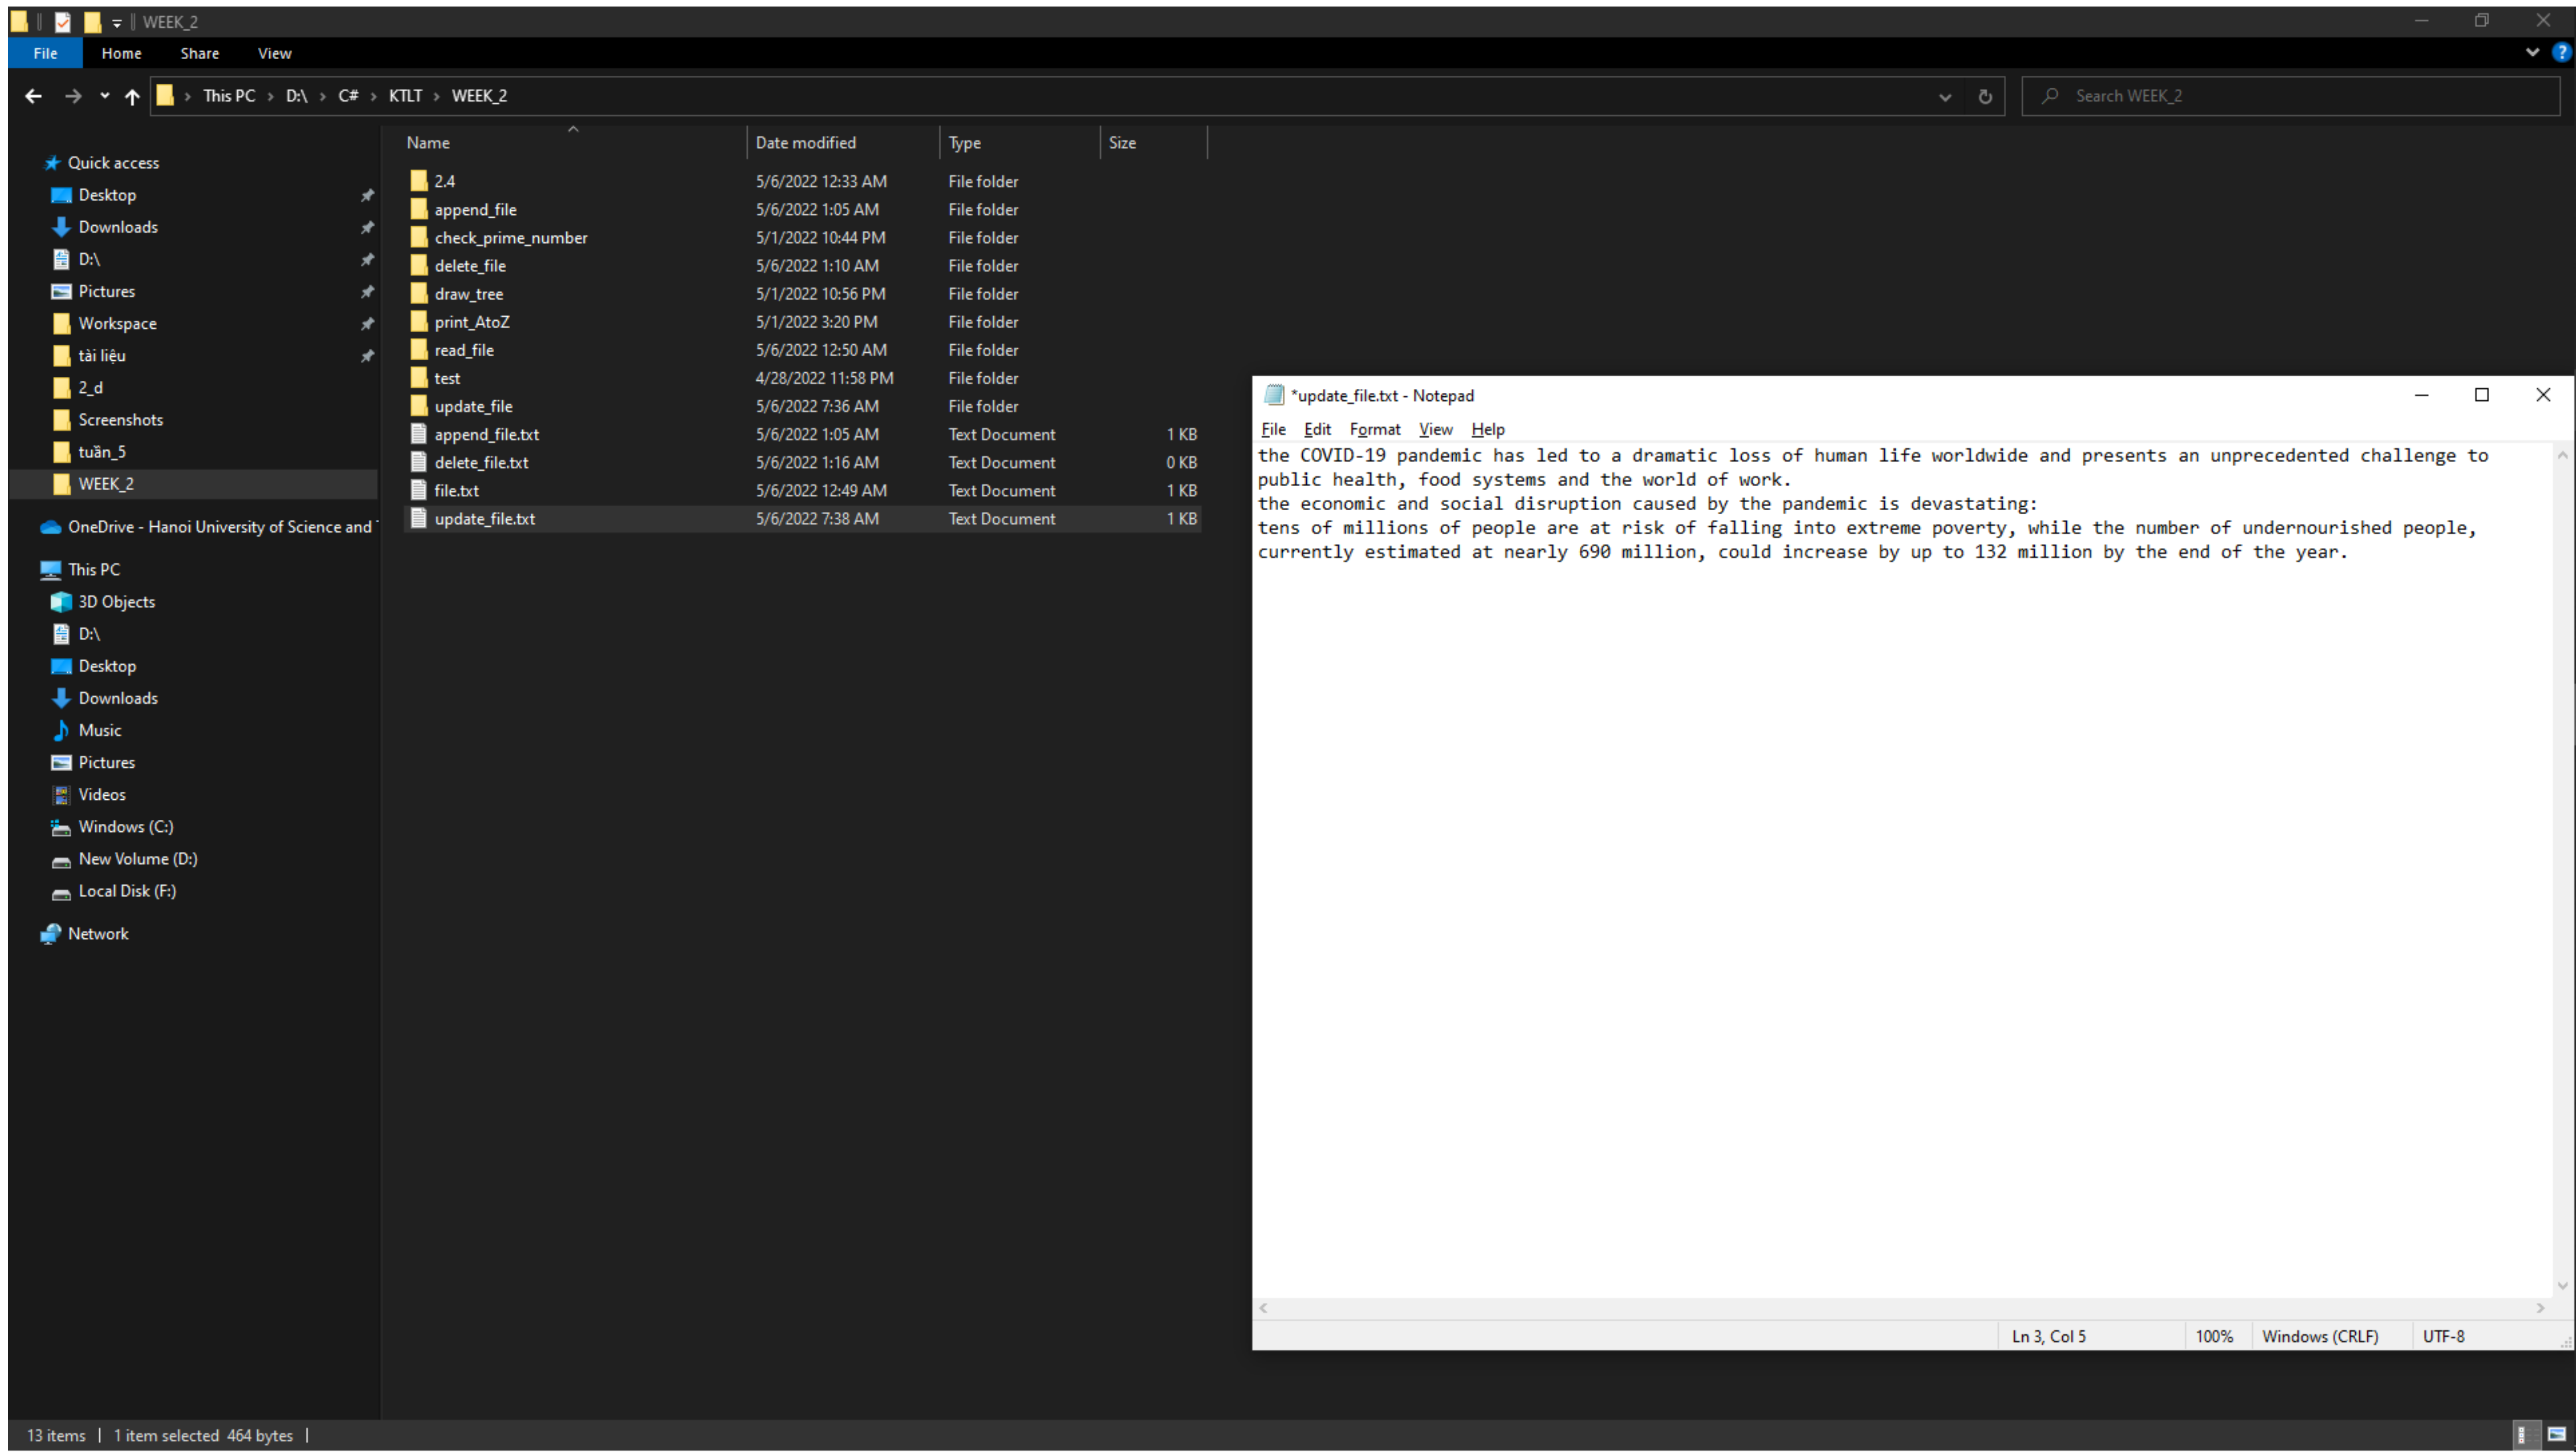 WEEK_2
File Home Share View
This PC > D:\ > C# > KTLT > WEEK_2
Search WEEK_2
Quick access
Desktop
Downloads
D:\
Pictures
Workspace
tài liệu
2_d
Screenshots
tuần_5
WEEK_2
OneDrive - Hanoi University of Science and
This PC
3D Objects
D:\
Desktop
Downloads
Music
Pictures
Videos
Windows (C:)
New Volume (D:)
Local Disk (F:)
Network
Name Date modified Type Size
2.4 5/6/2022 12:33 AM File folder
append_file 5/6/2022 1:05 AM File folder
check_prime_number 5/1/2022 10:44 PM File folder
delete_file 5/6/2022 1:10 AM File folder
draw_tree 5/1/2022 10:56 PM File folder
print_AtoZ 5/1/2022 3:20 PM File folder
read_file 5/6/2022 12:50 AM File folder
test 4/28/2022 11:58 PM File folder
update_file 5/6/2022 7:36 AM File folder
append_file.txt 5/6/2022 1:05 AM Text Document 1 KB
delete_file.txt 5/6/2022 1:16 AM Text Document 0 KB
file.txt 5/6/2022 12:49 AM Text Document 1 KB
update_file.txt 5/6/2022 7:38 AM Text Document 1 KB
*update_file.txt - Notepad
File Edit Format View Help
the COVID-19 pandemic has led to a dramatic loss of human life worldwide and presents an unprecedented challenge to
public health, food systems and the world of work.
the economic and social disruption caused by the pandemic is devastating:
tens of millions of people are at risk of falling into extreme poverty, while the number of undernourished people,
currently estimated at nearly 690 million, could increase by up to 132 million by the end of the year.
Ln 3, Col 5 100% Windows (CRLF) UTF-8
13 items | 1 item selected 464 bytes |